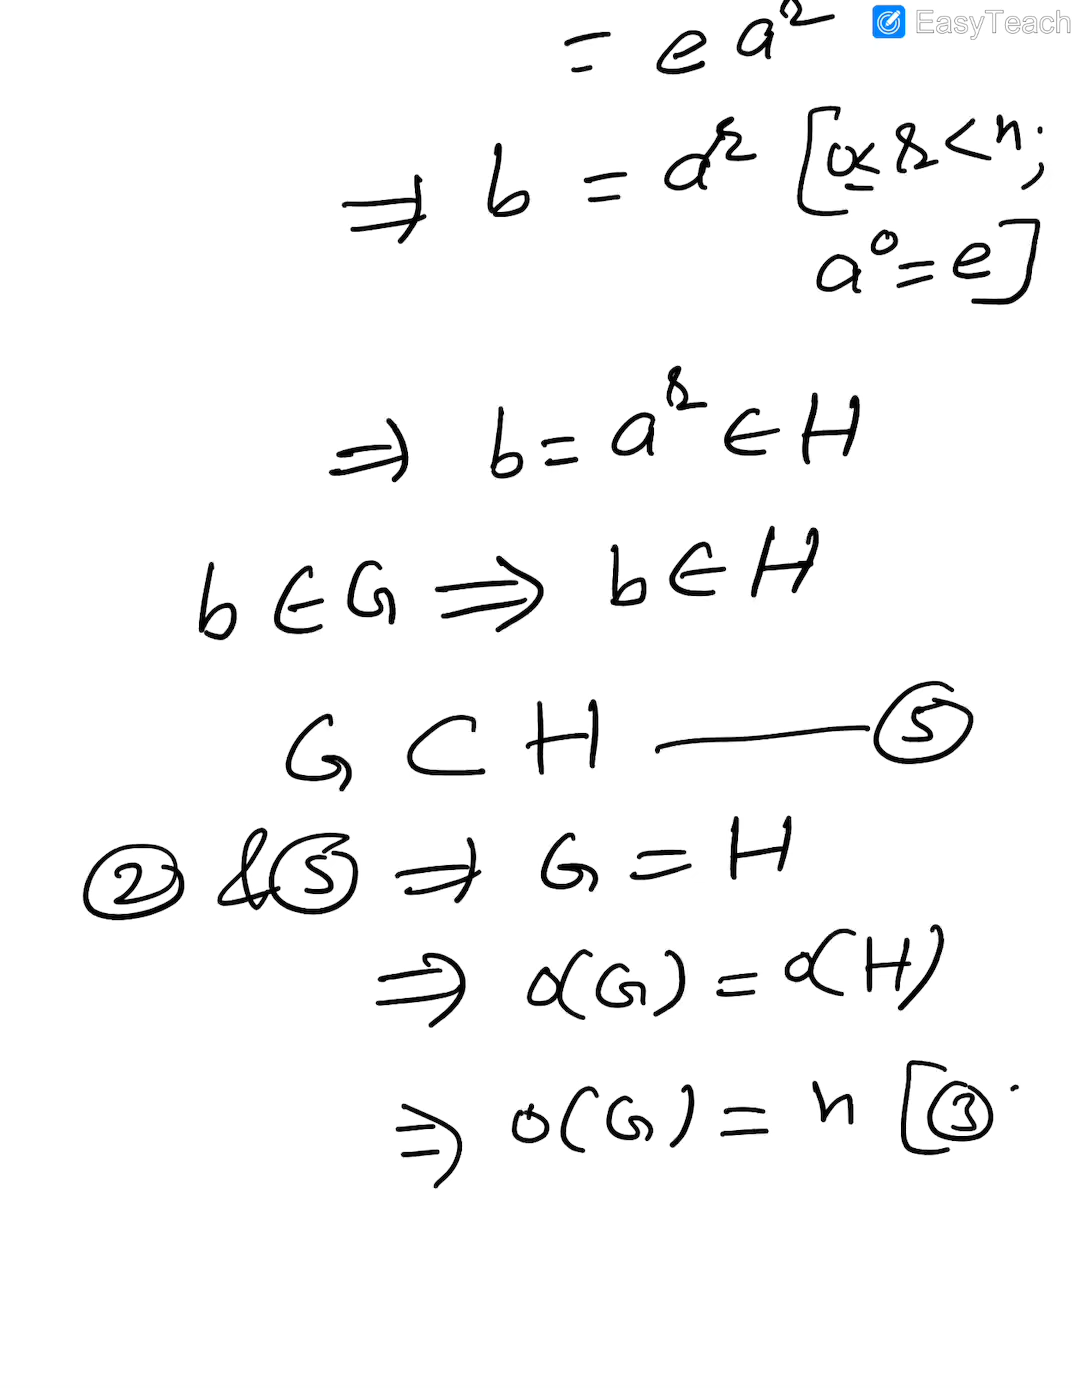 EasyTeach
= e a^r
⇒ b = a^r [0≤ r < n;
a^0 = e]
⇒ b = a^r ∈ H
b ∈ G ⇒ b ∈ H
G ⊂ H —— ⑤
② & ⑤ ⇒ G = H
⇒ o(G) = o(H)
⇒ o(G) = n [③